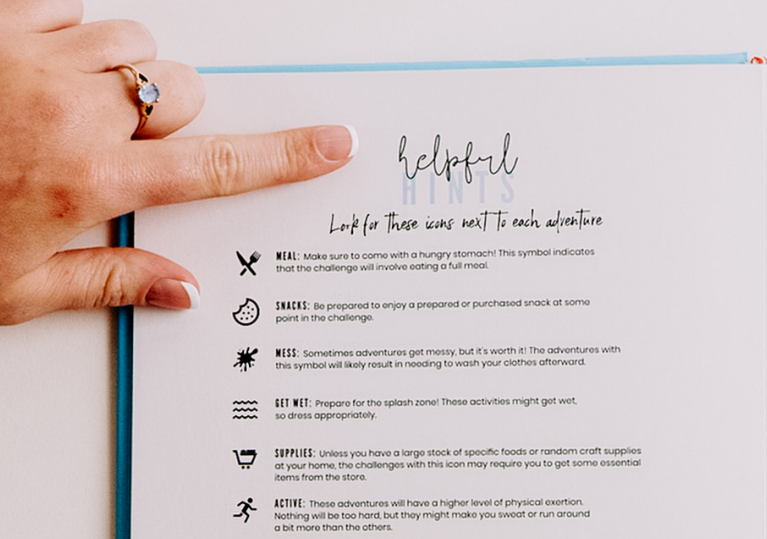 helpful
HINTS
Look for these icons next to each adventure
MEAL: Make sure to come with a hungry stomach! This symbol indicates
that the challenge will involve eating a full meal.
SNACKS: Be prepared to enjoy a prepared or purchased snack at some
point in the challenge.
MESS: Sometimes adventures get messy, but it's worth it! The adventures with
this symbol will likely result in needing to wash your clothes afterward.
GET WET: Prepare for the splash zone! These activities might get wet,
so dress appropriately.
SUPPLIES: Unless you have a large stock of specific foods or random craft supplies
at your home, the challenges with this icon may require you to get some essential
items from the store.
ACTIVE: These adventures will have a higher level of physical exertion.
Nothing will be too hard, but they might make you sweat or run around
a bit more than the others.